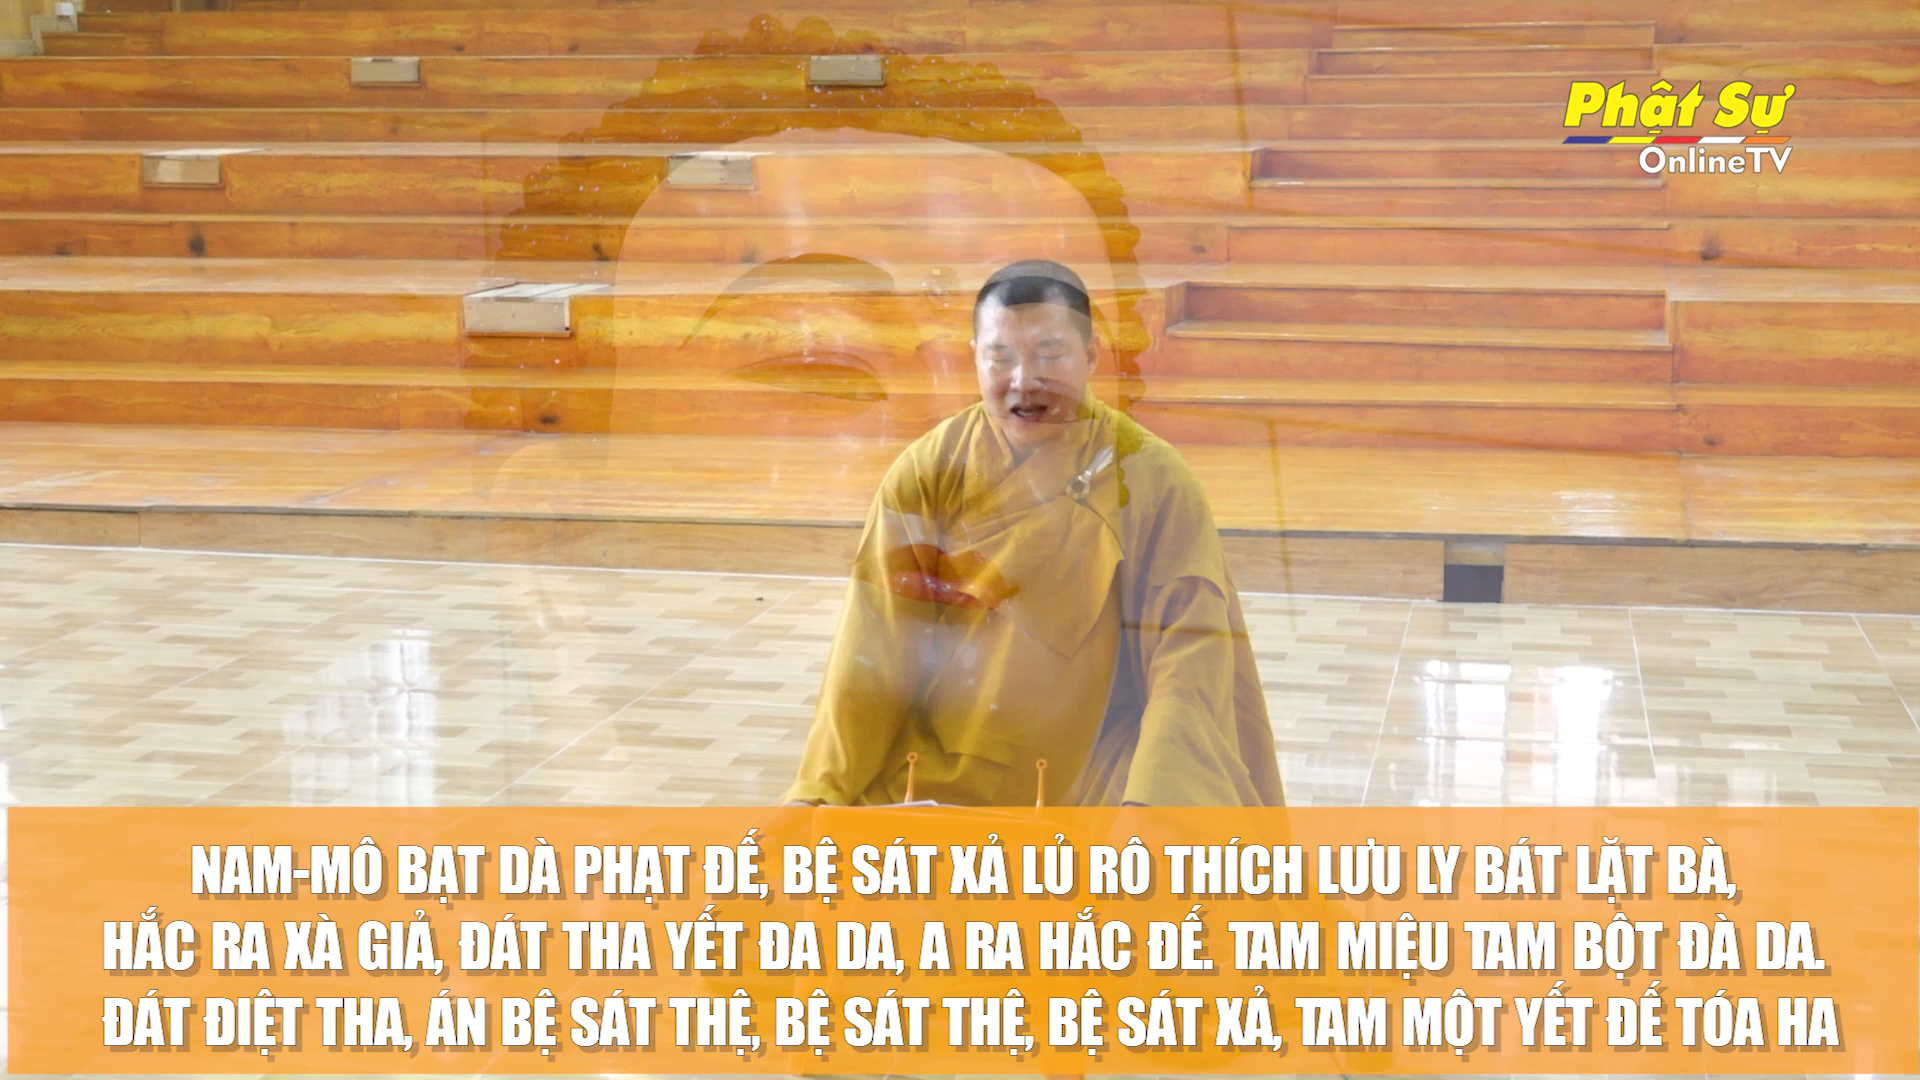 Phật Sự
OnlineTV
NAM-MÔ BẠT DÀ PHẠT ĐẾ, BỆ SÁT XẢ LỦ RÔ THÍCH LƯU LY BÁT LẶT BÀ,
HẮC RA XÀ GIẢ, ĐÁT THA YẾT ĐA DA, A RA HẮC ĐẾ. TAM MIỆU TAM BỘT ĐÀ DA.
ĐÁT ĐIỆT THA, ÁN BỆ SÁT THỆ, BỆ SÁT THỆ, BỆ SÁT XẢ, TAM MỘT YẾT ĐẾ TÓA HA